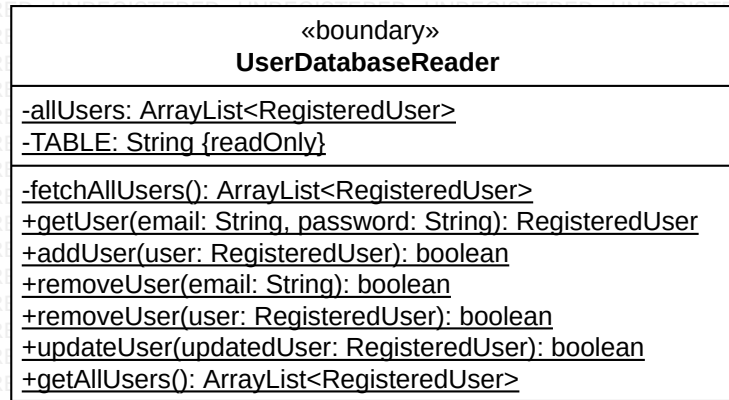 «boundary»
UserDatabaseReader
-allUsers: ArrayList<RegisteredUser>
-TABLE: String {readOnly}
-fetchAllUsers(): ArrayList<RegisteredUser>
+getUser(email: String, password: String): RegisteredUser
+addUser(user: RegisteredUser): boolean
+removeUser(email: String): boolean
+removeUser(user: RegisteredUser): boolean
+updateUser(updatedUser: RegisteredUser): boolean
+getAllUsers(): ArrayList<RegisteredUser>